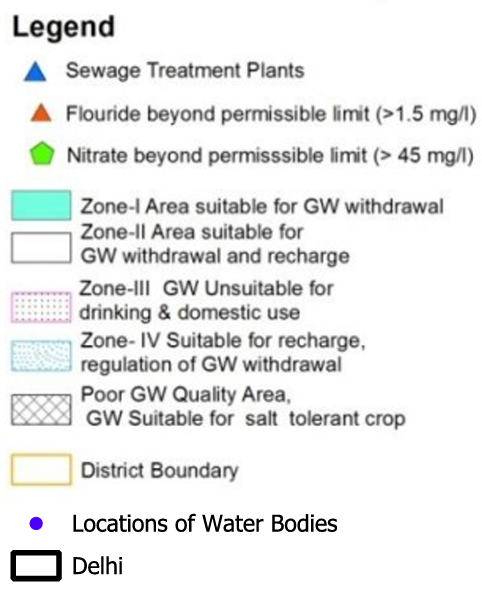 Legend
Sewage Treatment Plants
Flouride beyond permissible limit (>1.5 mg/l)
Nitrate beyond permisssible limit (> 45 mg/l)
Zone-I Area suitable for GW withdrawal
Zone-II Area suitable for
GW withdrawal and recharge
Zone-III GW Unsuitable for
drinking & domestic use
Zone- IV Suitable for recharge,
regulation of GW withdrawal
Poor GW Quality Area,
GW Suitable for salt tolerant crop
District Boundary
Locations of Water Bodies
Delhi